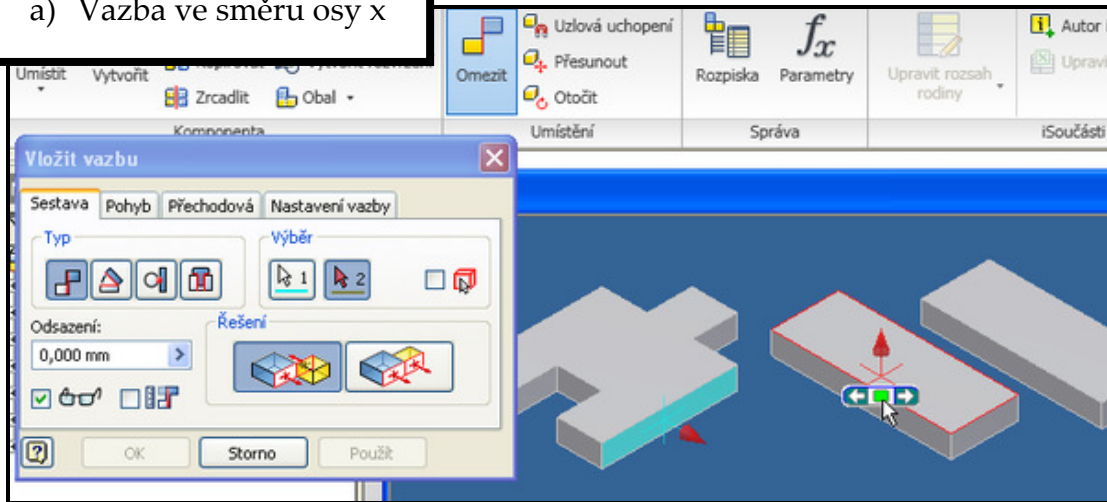 a) Vazba ve směru osy x
Uzlová uchopení
Přesunout
Otočit
Omezit
Umístění
Umístit
Vytvořit
Zrcadlit
Obal
Komponenta
Rozpiska
Parametry
Správa
Upravit rozsah
rodiny
Autor
Uprav
iSoučásti
Vložit vazbu
Sestava Pohyb Přechodová Nastavení vazby
Typ
Výběr
1 2
Odsazení:
Řešení
0,000 mm
OK Storno Použít